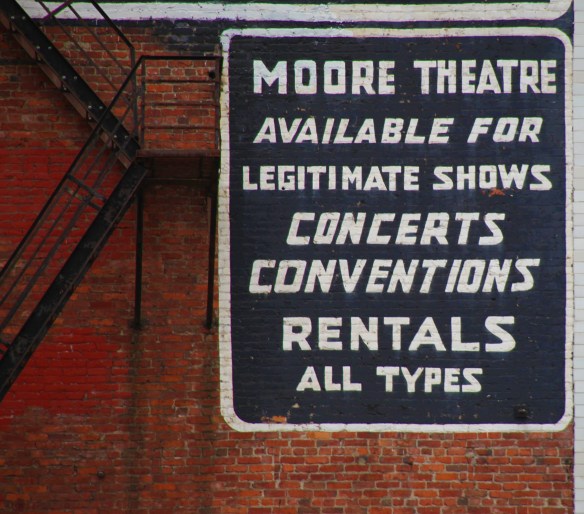 MOORE THEATRE
AVAILABLE FOR
LEGITIMATE SHOWS
CONCERTS
CONVENTIONS
RENTALS
ALL TYPES